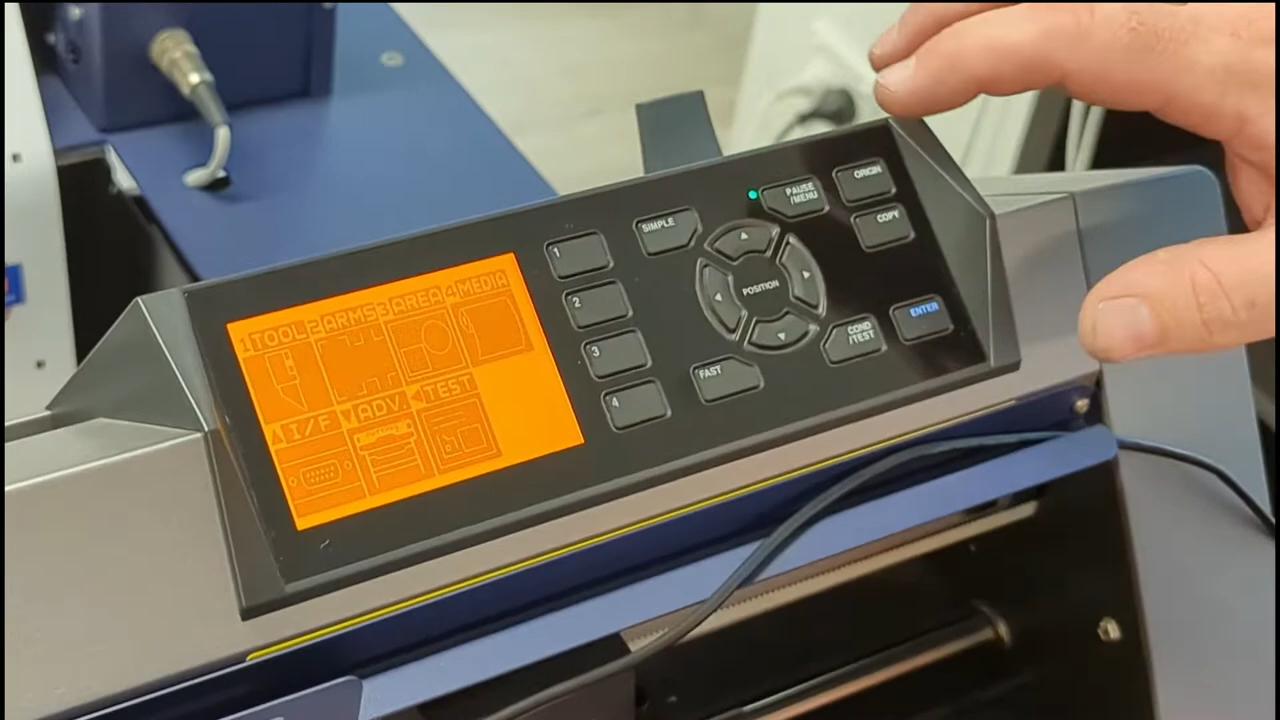 1TOOL 2ARMS 3AREA 4MEDIA
▲I/F ▼ADV. ◀TEST
1
2
3
4
SIMPLE
PAUSE
/MENU
ORIGIN
COPY
POSITION
FAST
COND
/TEST
ENTER